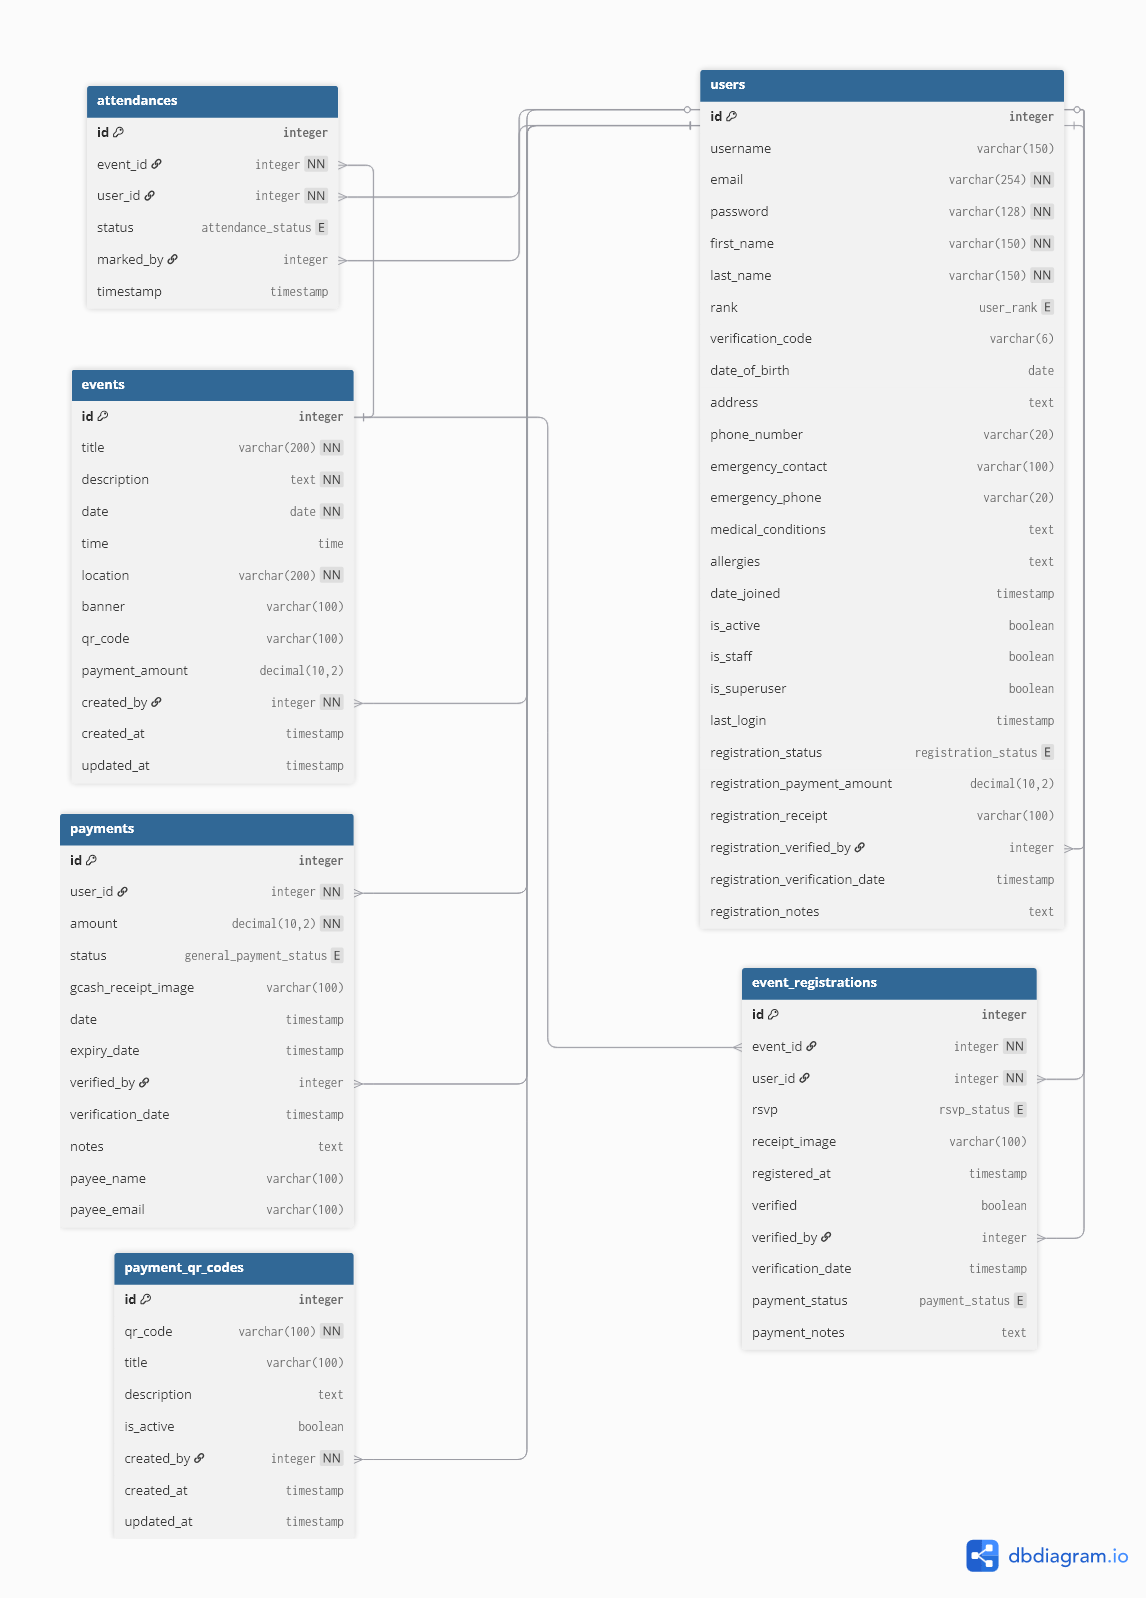 attendances
id integer
event_id integer NN
user_id integer NN
status attendance_status E
marked_by integer
timestamp timestamp
events
id integer
title varchar(200) NN
description text NN
date date NN
time time
location varchar(200) NN
banner varchar(100)
qr_code varchar(100)
payment_amount decimal(10,2)
created_by integer NN
created_at timestamp
updated_at timestamp
payments
id integer
user_id integer NN
amount decimal(10,2) NN
status general_payment_status E
gcash_receipt_image varchar(100)
date timestamp
expiry_date timestamp
verified_by integer
verification_date timestamp
notes text
payee_name varchar(100)
payee_email varchar(100)
payment_qr_codes
id integer
qr_code varchar(100) NN
title varchar(100)
description text
is_active boolean
created_by integer NN
created_at timestamp
updated_at timestamp
users
id integer
username varchar(150)
email varchar(254) NN
password varchar(128) NN
first_name varchar(150) NN
last_name varchar(150) NN
rank user_rank E
verification_code varchar(6)
date_of_birth date
address text
phone_number varchar(20)
emergency_contact varchar(100)
emergency_phone varchar(20)
medical_conditions text
allergies text
date_joined timestamp
is_active boolean
is_staff boolean
is_superuser boolean
last_login timestamp
registration_status registration_status E
registration_payment_amount decimal(10,2)
registration_receipt varchar(100)
registration_verified_by integer
registration_verification_date timestamp
registration_notes text
event_registrations
id integer
event_id integer NN
user_id integer NN
rsvp rsvp_status E
receipt_image varchar(100)
registered_at timestamp
verified boolean
verified_by integer
verification_date timestamp
payment_status payment_status E
payment_notes text
dbdiagram.io